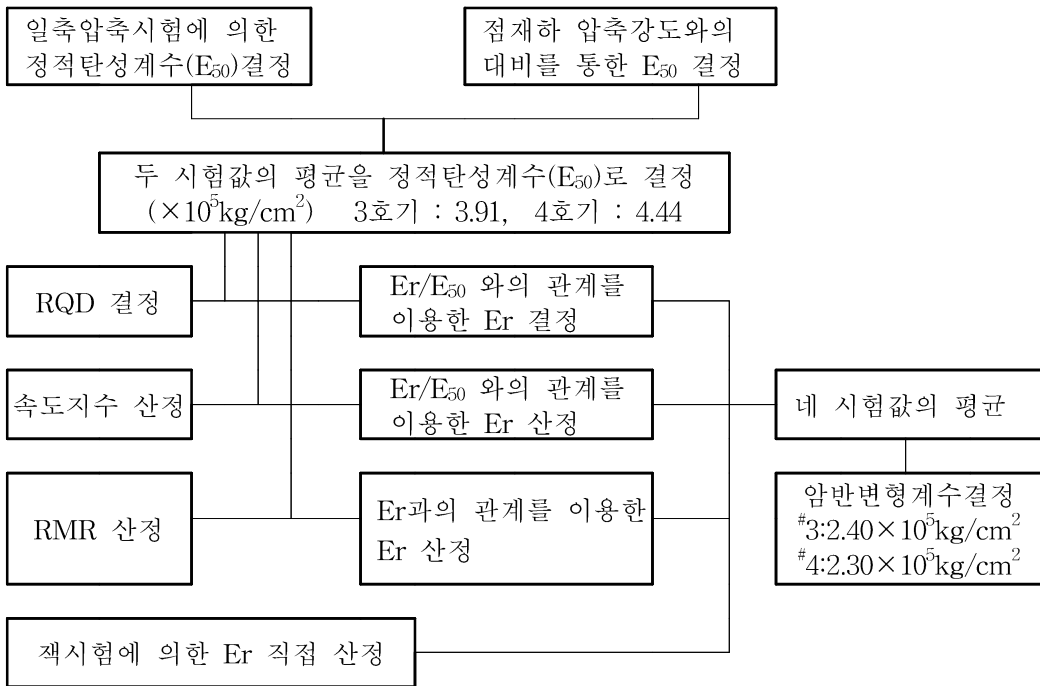 일축압축시험에 의한
정적탄성계수(E₅₀)결정
점재하 압축강도와의
대비를 통한 E₅₀ 결정
두 시험값의 평균을 정적탄성계수(E₅₀)로 결정
(×10⁵kg/cm²) 3호기 : 3.91, 4호기 : 4.44
RQD 결정
Er/E₅₀ 와의 관계를
이용한 Er 결정
속도지수 산정
Er/E₅₀ 와의 관계를
이용한 Er 산정
네 시험값의 평균
RMR 산정
Er과의 관계를 이용한
Er 산정
암반변형계수결정
#3:2.40×10⁵kg/cm²
#4:2.30×10⁵kg/cm²
잭시험에 의한 Er 직접 산정